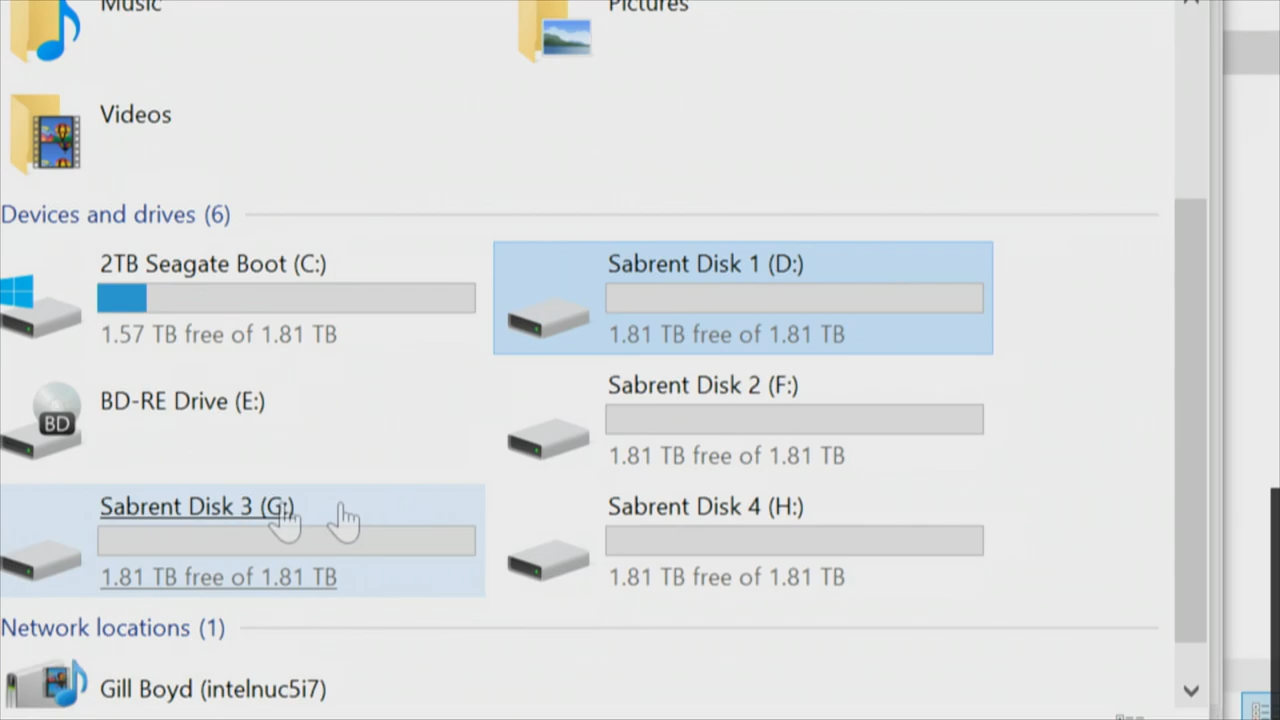 Music
Pictures
Videos
Devices and drives (6)
2TB Seagate Boot (C:)
1.57 TB free of 1.81 TB
Sabrent Disk 1 (D:)
1.81 TB free of 1.81 TB
BD-RE Drive (E:)
BD
Sabrent Disk 2 (F:)
1.81 TB free of 1.81 TB
Sabrent Disk 3 (G:)
1.81 TB free of 1.81 TB
Sabrent Disk 4 (H:)
1.81 TB free of 1.81 TB
Network locations (1)
Gill Boyd (intelnuc5i7)